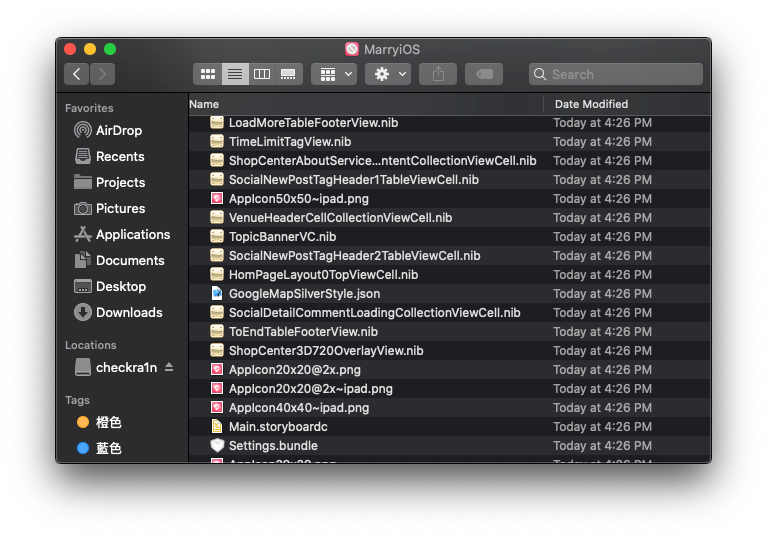 MarryiOS
Search
Favorites
AirDrop
Recents
Projects
Pictures
Applications
Documents
Desktop
Downloads
Locations
checkra1n
Tags
橙色
藍色
Name Date Modified
LoadMoreTableFooterView.nib Today at 4:26 PM
TimeLimitTagView.nib Today at 4:26 PM
ShopCenterAboutService...ntentCollectionViewCell.nib Today at 4:26 PM
SocialNewPostTagHeader1TableViewCell.nib Today at 4:26 PM
AppIcon50x50~ipad.png Today at 4:26 PM
VenueHeaderCellCollectionViewCell.nib Today at 4:26 PM
TopicBannerVC.nib Today at 4:26 PM
SocialNewPostTagHeader2TableViewCell.nib Today at 4:26 PM
HomPageLayout0TopViewCell.nib Today at 4:26 PM
GoogleMapSilverStyle.json Today at 4:26 PM
SocialDetailCommentLoadingCollectionViewCell.nib Today at 4:26 PM
ToEndTableFooterView.nib Today at 4:26 PM
ShopCenter3D720OverlayView.nib Today at 4:26 PM
AppIcon20x20@2x.png Today at 4:26 PM
AppIcon20x20@2x~ipad.png Today at 4:26 PM
AppIcon40x40~ipad.png Today at 4:26 PM
Main.storyboardc Today at 4:26 PM
Settings.bundle Today at 4:26 PM